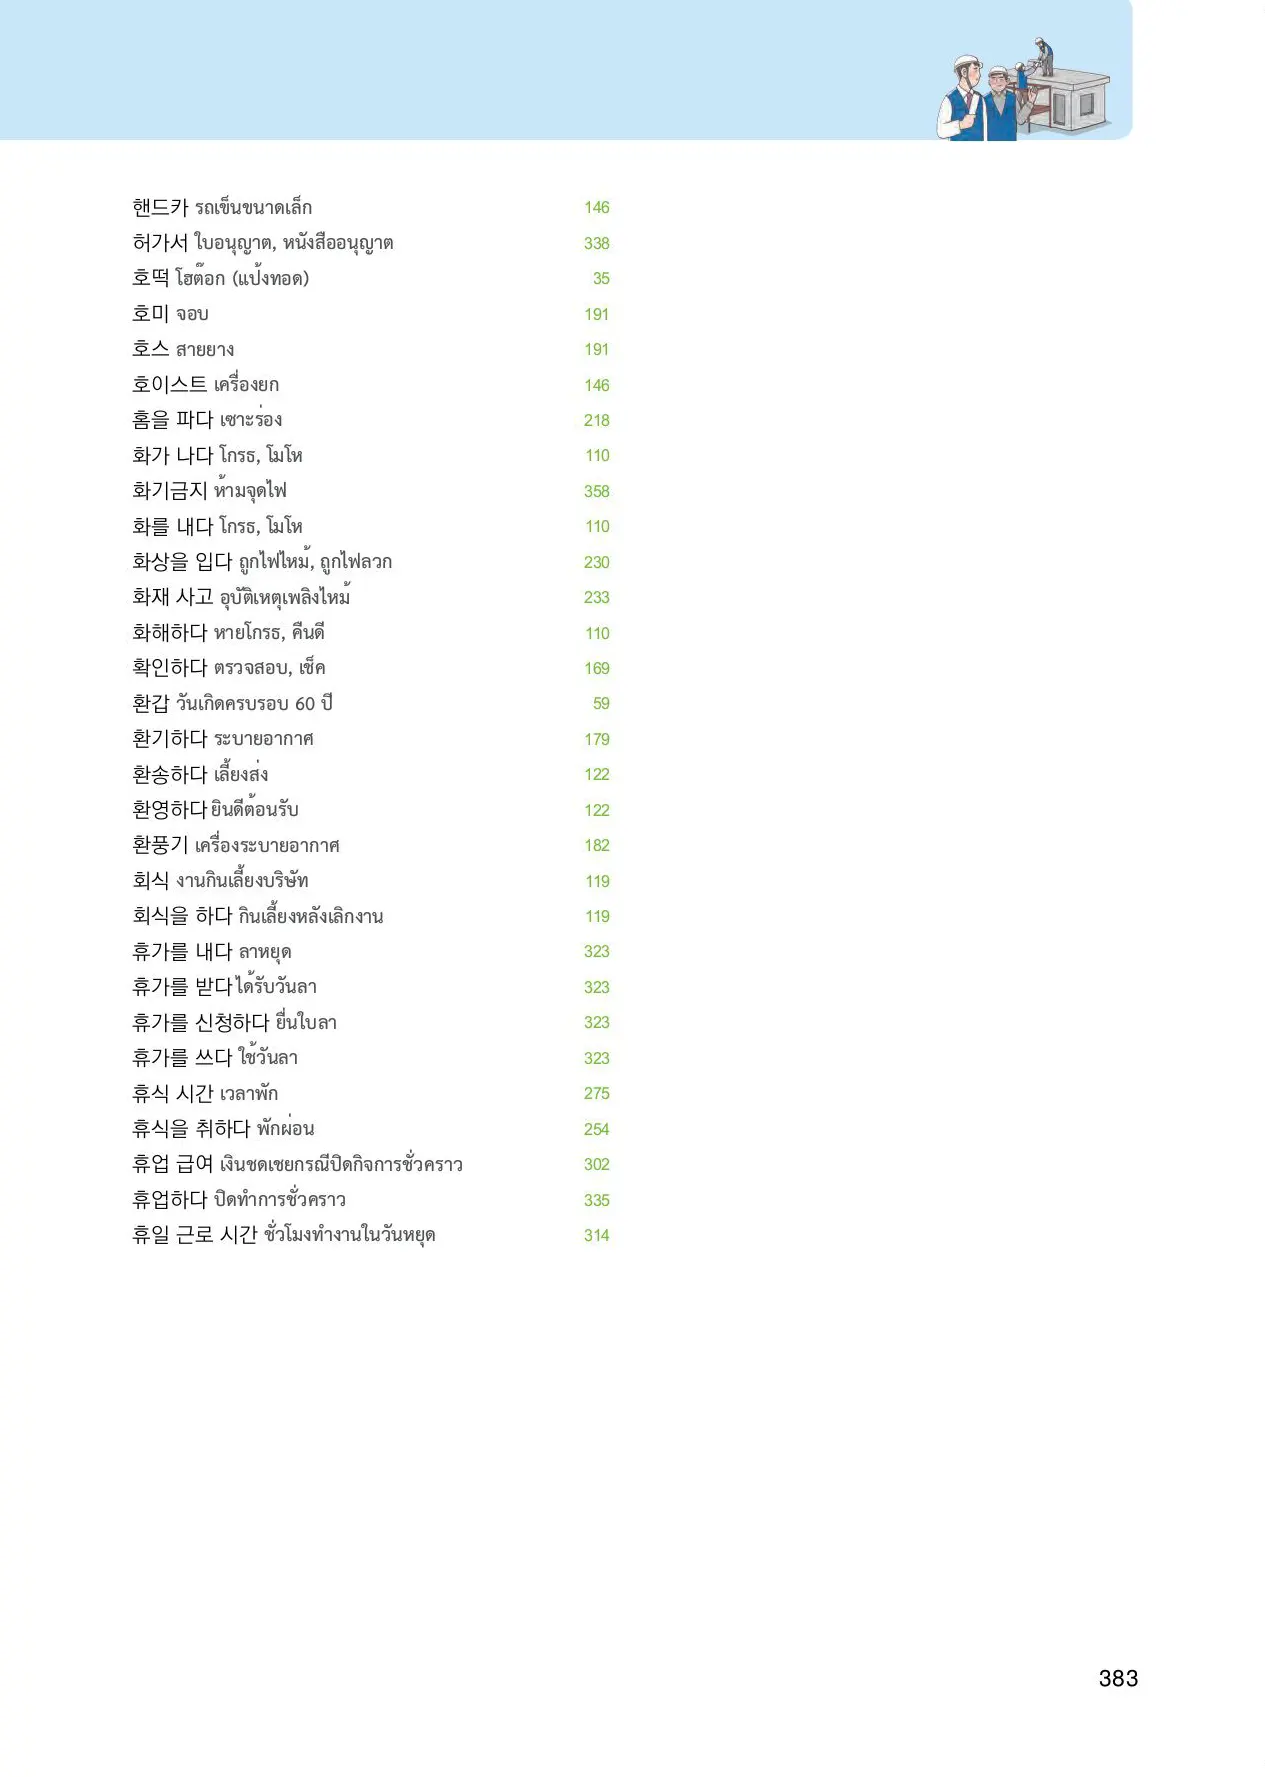 핸드카 รถเข็นขนาดเล็ก 146
허가서 ใบอนุญาต, หนังสืออนุญาต 338
호떡 โฮต๊อก (แป้งทอด) 35
호미 จอบ 191
호스 สายยาง 191
호이스트 เครื่องยก 146
홈을 파다 เซาะร่อง 218
화가 나다 โกรธ, โมโห 110
화기금지 ห้ามจุดไฟ 358
화를 내다 โกรธ, โมโห 110
화상을 입다 ถูกไฟไหม้, ถูกไฟลวก 230
화재 사고 อุบัติเหตุเพลิงไหม้ 233
화해하다 หายโกรธ, คืนดี 110
확인하다 ตรวจสอบ, เช็ค 169
환갑 วันเกิดครบรอบ 60 ปี 59
환기하다 ระบายอากาศ 179
환송하다 เลี้ยงส่ง 122
환영하다 ยินดีต้อนรับ 122
환풍기 เครื่องระบายอากาศ 182
회식 งานกินเลี้ยงบริษัท 119
회식을 하다 กินเลี้ยงหลังเลิกงาน 119
휴가를 내다 ลาหยุด 323
휴가를 받다 ได้รับวันลา 323
휴가를 신청하다 ยื่นใบลา 323
휴가를 쓰다 ใช้วันลา 323
휴식 시간 เวลาพัก 275
휴식을 취하다 พักผ่อน 254
휴업 급여 เงินชดเชยกรณีปิดกิจการชั่วคราว 302
휴업하다 ปิดทำการชั่วคราว 335
휴일 근로 시간 ชั่วโมงทำงานในวันหยุด 314
383